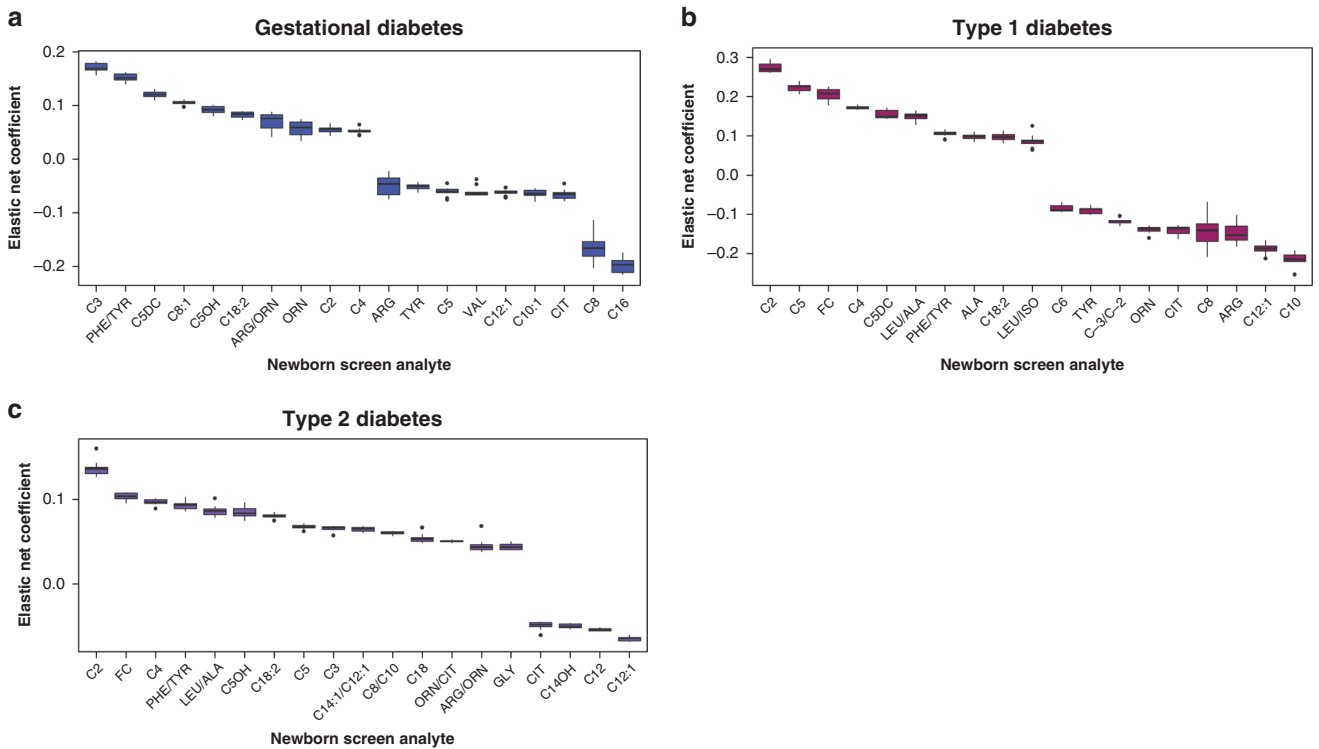 a
Gestational diabetes
0.2
0.1
0.0
–0.1
–0.2
Elastic net coefficient
C3
PHE/TYR
C5DC
C8:1
C5OH
C18:2
ARG/ORN
ORN
C2
C4
ARG
TYR
C5
VAL
C12:1
C10:1
CIT
C8
C16
Newborn screen analyte
b
Type 1 diabetes
0.3
0.2
0.1
0.0
–0.1
–0.2
Elastic net coefficient
C2
C5
FC
C4
C5DC
LEU/ALA
PHE/TYR
ALA
C18:2
LEU/ISO
C6
TYR
C–3/C–2
ORN
CIT
C8
ARG
C12:1
C10
Newborn screen analyte
c
Type 2 diabetes
0.1
0.0
Elastic net coefficient
C2
FC
C4
PHE/TYR
LEU/ALA
C5OH
C18:2
C5
C3
C14:1/C12:1
C8/C10
C18
ORN/CIT
ARG/ORN
GLY
CIT
C14OH
C12
C12:1
Newborn screen analyte